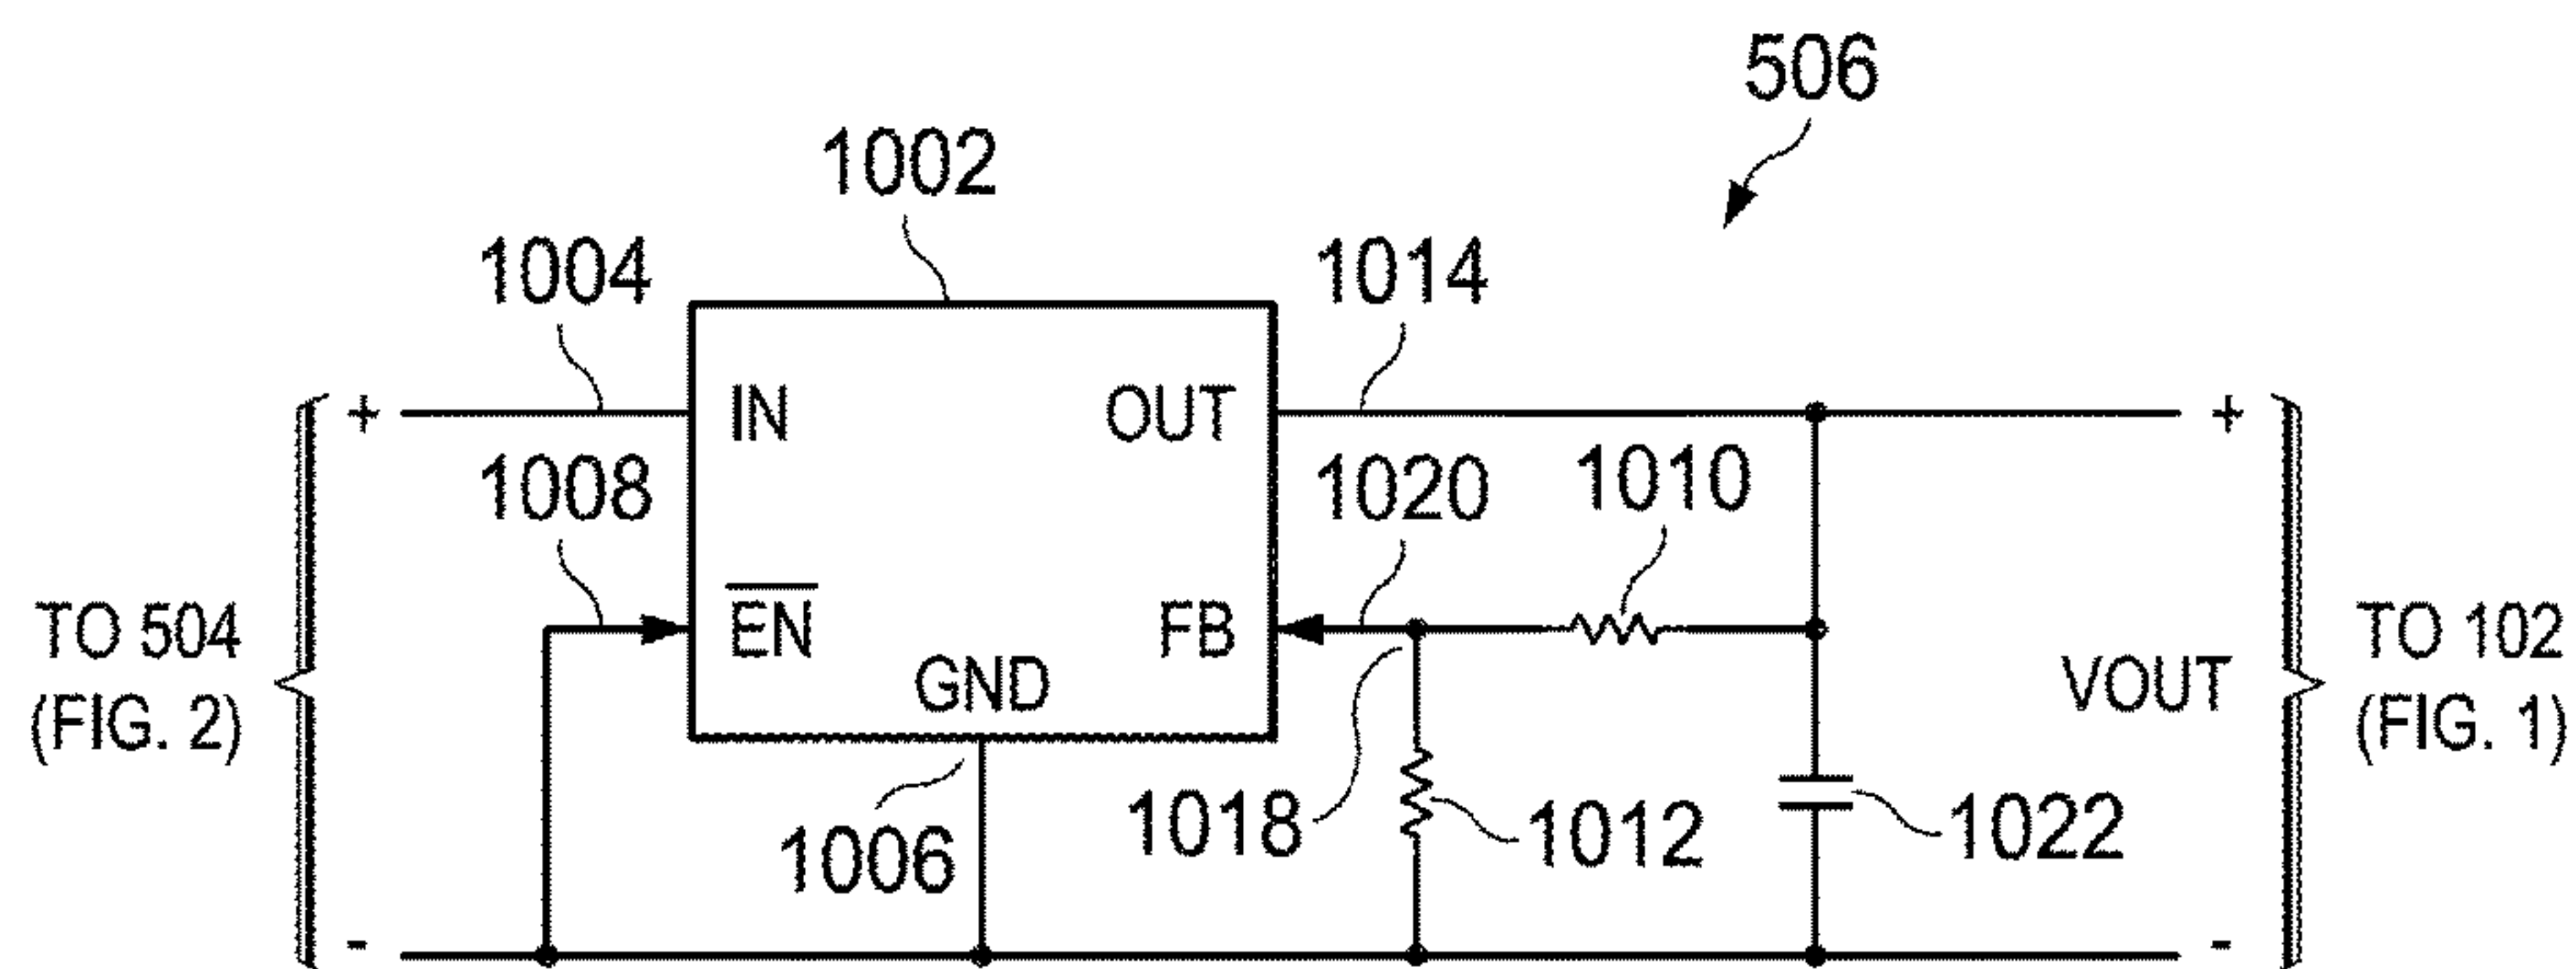 506
1002
1004
1014
+
IN
OUT
+
1008
1020
1010
TO 504
(FIG. 2)
EN
FB
GND
VOUT
TO 102
(FIG. 1)
1006
1018
1012
1022
-
-